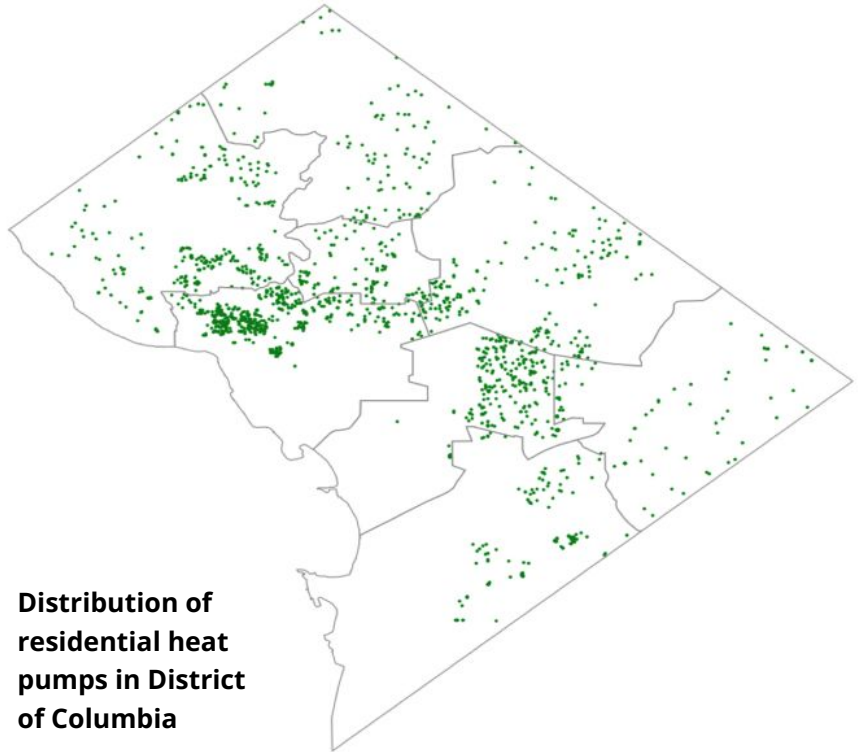 Distribution of
residential heat
pumps in District
of Columbia